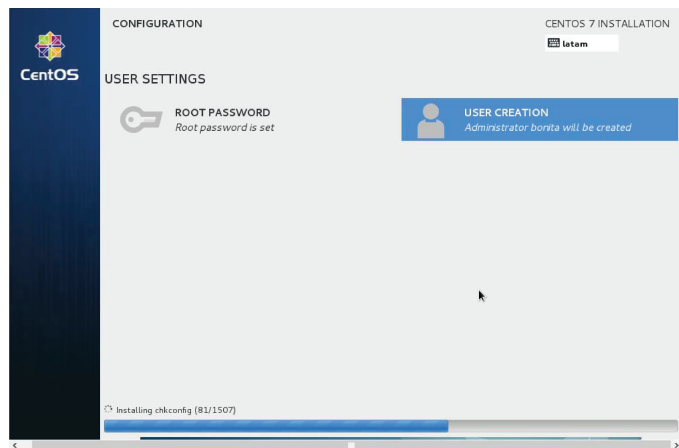 CONFIGURATION
CENTOS 7 INSTALLATION
latam
CentOS
USER SETTINGS
ROOT PASSWORD
Root password is set
USER CREATION
Administrator bonita will be created
Installing chkconfig (81/1507)